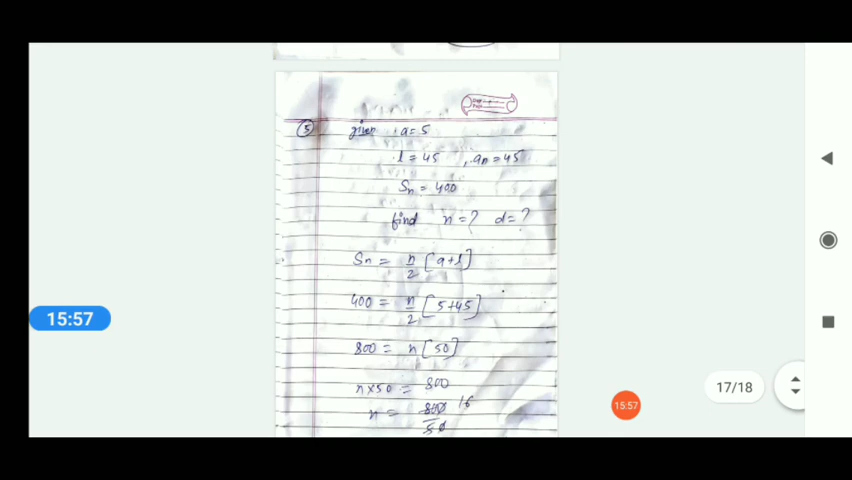 5 given a = 5
l = 45 , an = 45
Sn = 400
find n = ? d = ?
Sn = n/2 [a+l]
400 = n/2 [5+45]
15:57
800 = n [50]
n x 50 = 800
17/18
15:57
n = 800/50 16